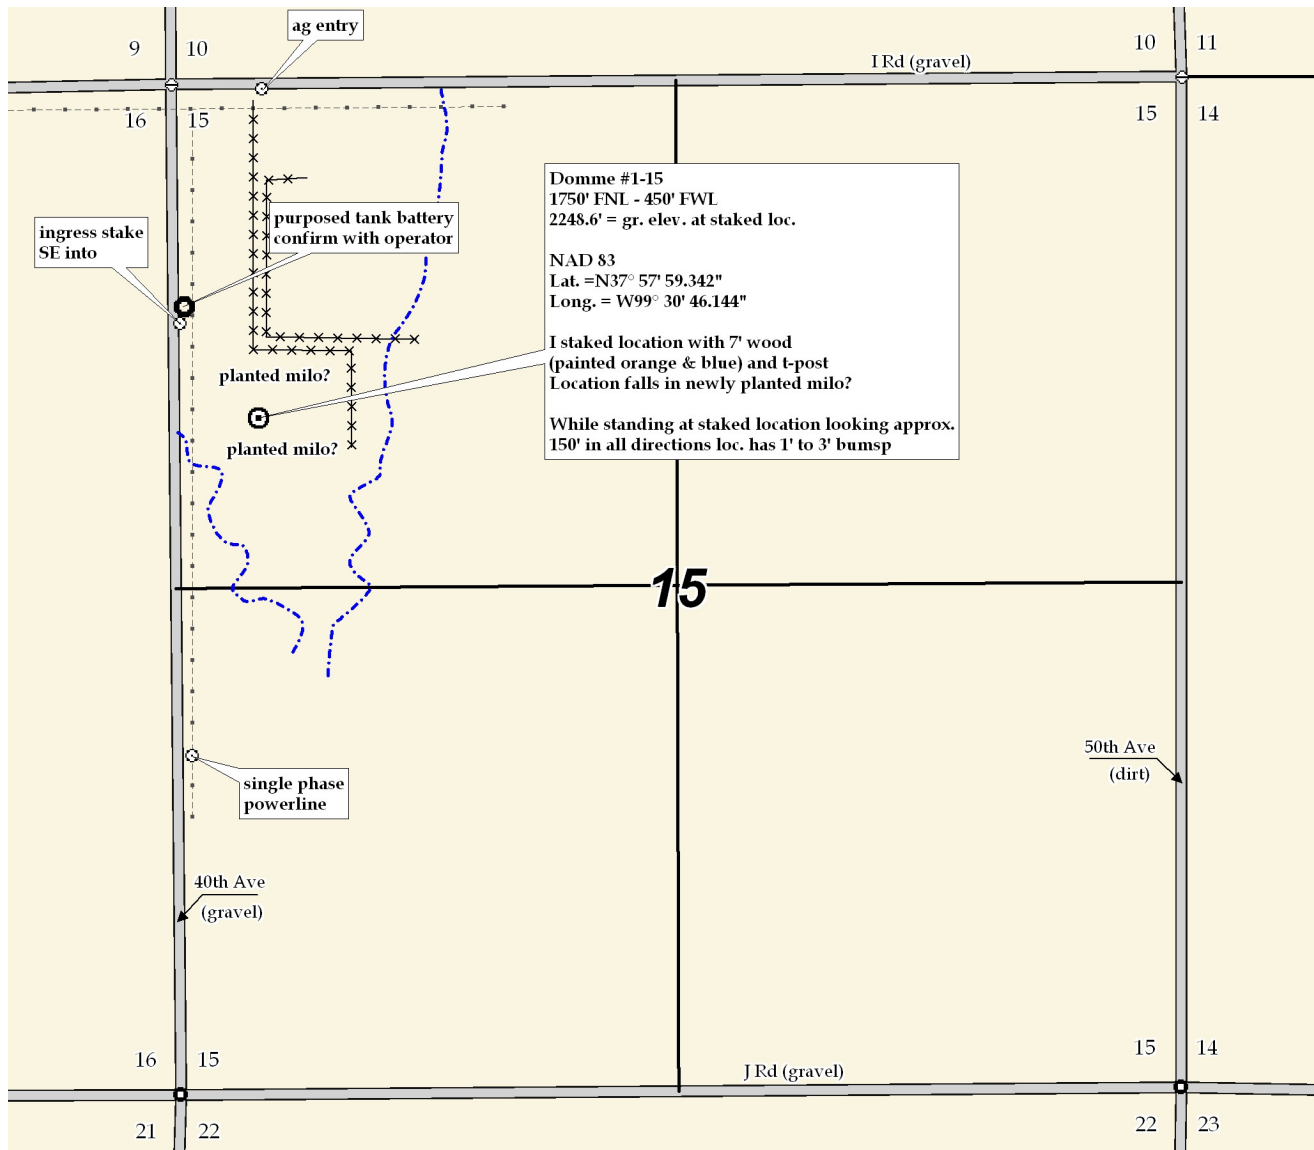 ag entry
9 10
10 11
I Rd (gravel)
16 15
15 14
Domme #1-15
1750' FNL - 450' FWL
2248.6' = gr. elev. at staked loc.
NAD 83
Lat. =N37° 57' 59.342"
Long. = W99° 30' 46.144"
I staked location with 7' wood
(painted orange & blue) and t-post
Location falls in newly planted milo?
While standing at staked location looking approx.
150' in all directions loc. has 1' to 3' bumsp
purposed tank battery
confirm with operator
ingress stake
SE into
planted milo?
planted milo?
15
single phase
powerline
50th Ave
(dirt)
40th Ave
(gravel)
16 15
15 14
J Rd (gravel)
21 22
22 23